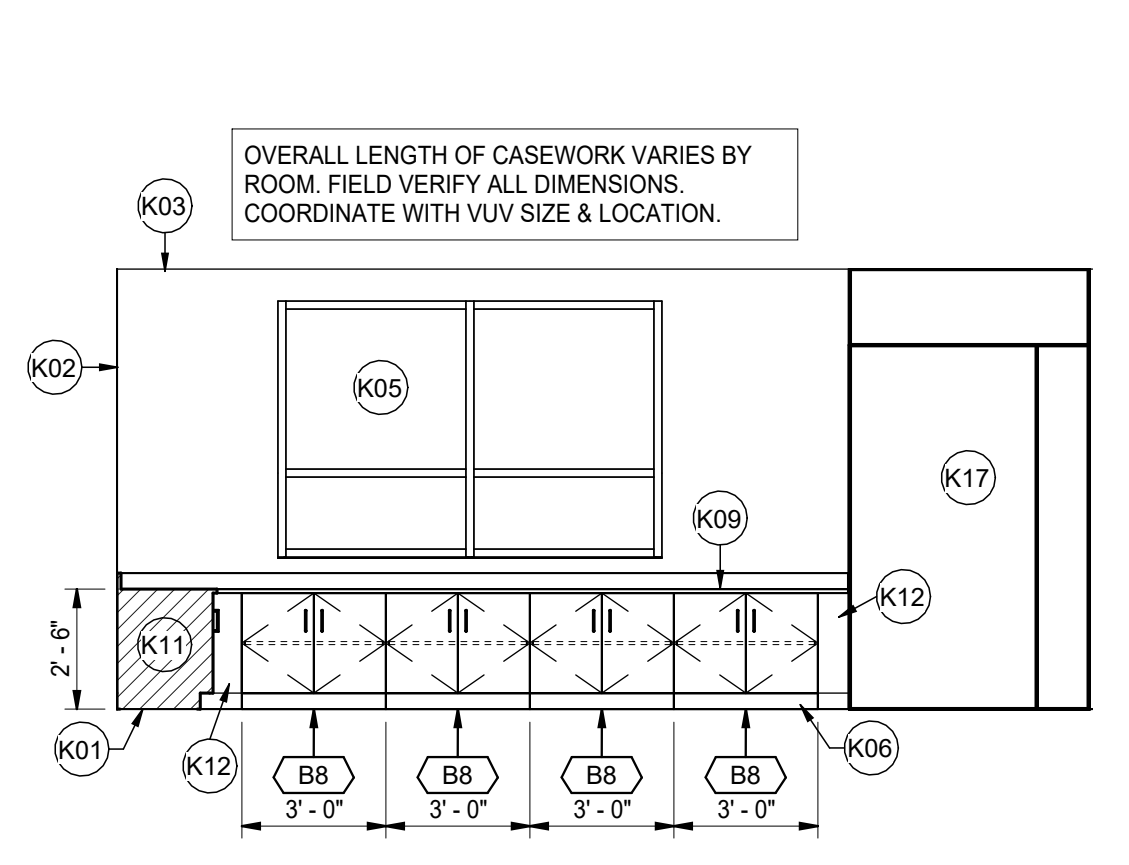 OVERALL LENGTH OF CASEWORK VARIES BY
ROOM. FIELD VERIFY ALL DIMENSIONS.
COORDINATE WITH VUV SIZE & LOCATION.
K03
K02
K05
K17
K09
K12
K11
2' - 6"
K01
K12
K06
B8
B8
B8
B8
3' - 0"
3' - 0"
3' - 0"
3' - 0"